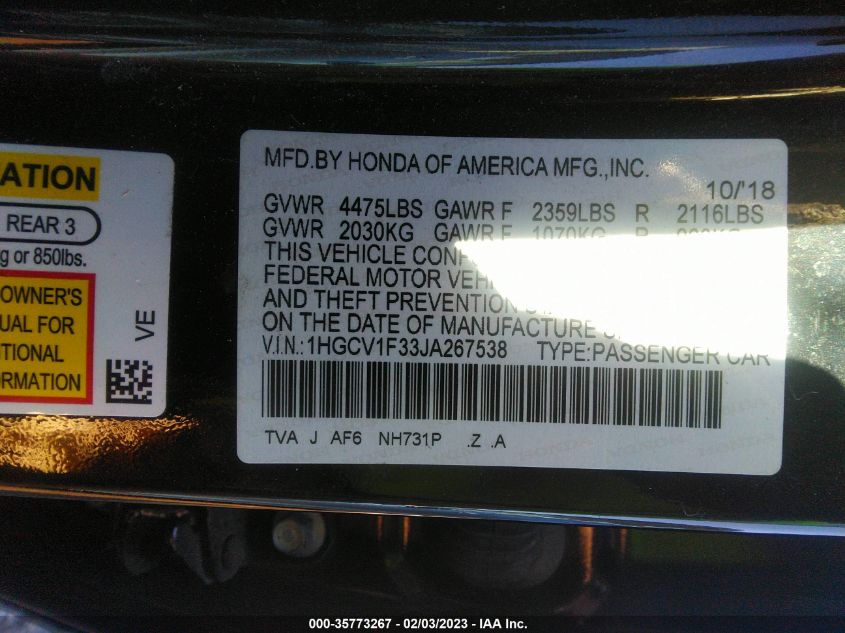 ATION
REAR 3
g or 850lbs.
OWNER'S
UAL FOR
ITIONAL
ORMATION
VE
MFD.BY HONDA OF AMERICA MFG.,INC.
10/'18
GVWR 4475LBS GAWR F 2359LBS R 2116LBS
GVWR 2030KG GAWR F 1070KG R
THIS VEHICLE CONF
FEDERAL MOTOR VEH
AND THEFT PREVENTION
ON THE DATE OF MANUFACTURE
V.I.N.:1HGCV1F33JA267538 TYPE:PASSENGER CAR
TVA J AF6 NH731P .Z .A
000-35773267 - 02/03/2023 - IAA Inc.